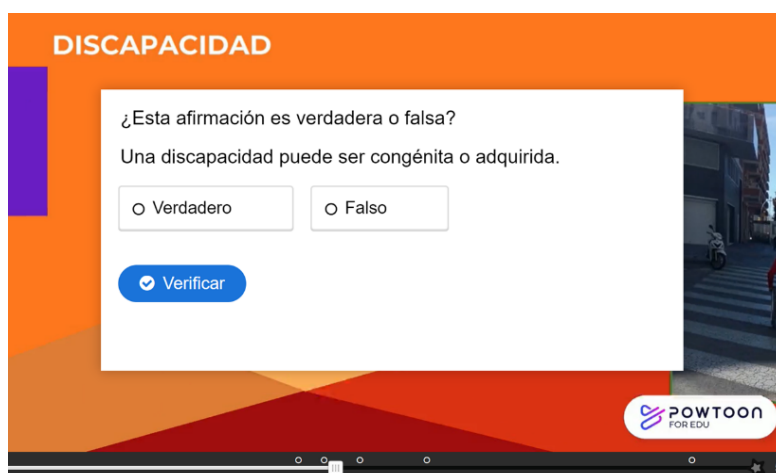 DISCAPACIDAD
¿Esta afirmación es verdadera o falsa?
Una discapacidad puede ser congénita o adquirida.
Verdadero
Falso
Verificar
POWTOON
FOR EDU